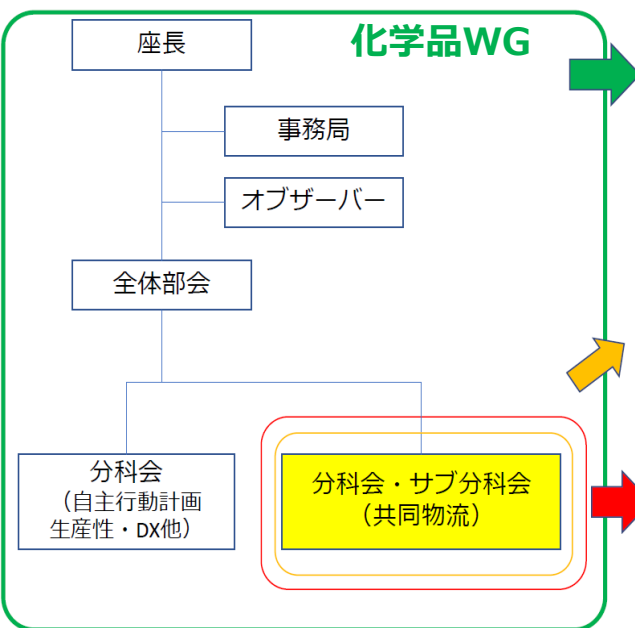 座長
化学品WG
事務局
オブザーバー
全体部会
分科会
（自主行動計画
生産性・DX他）
分科会・サブ分科会
（共同物流）